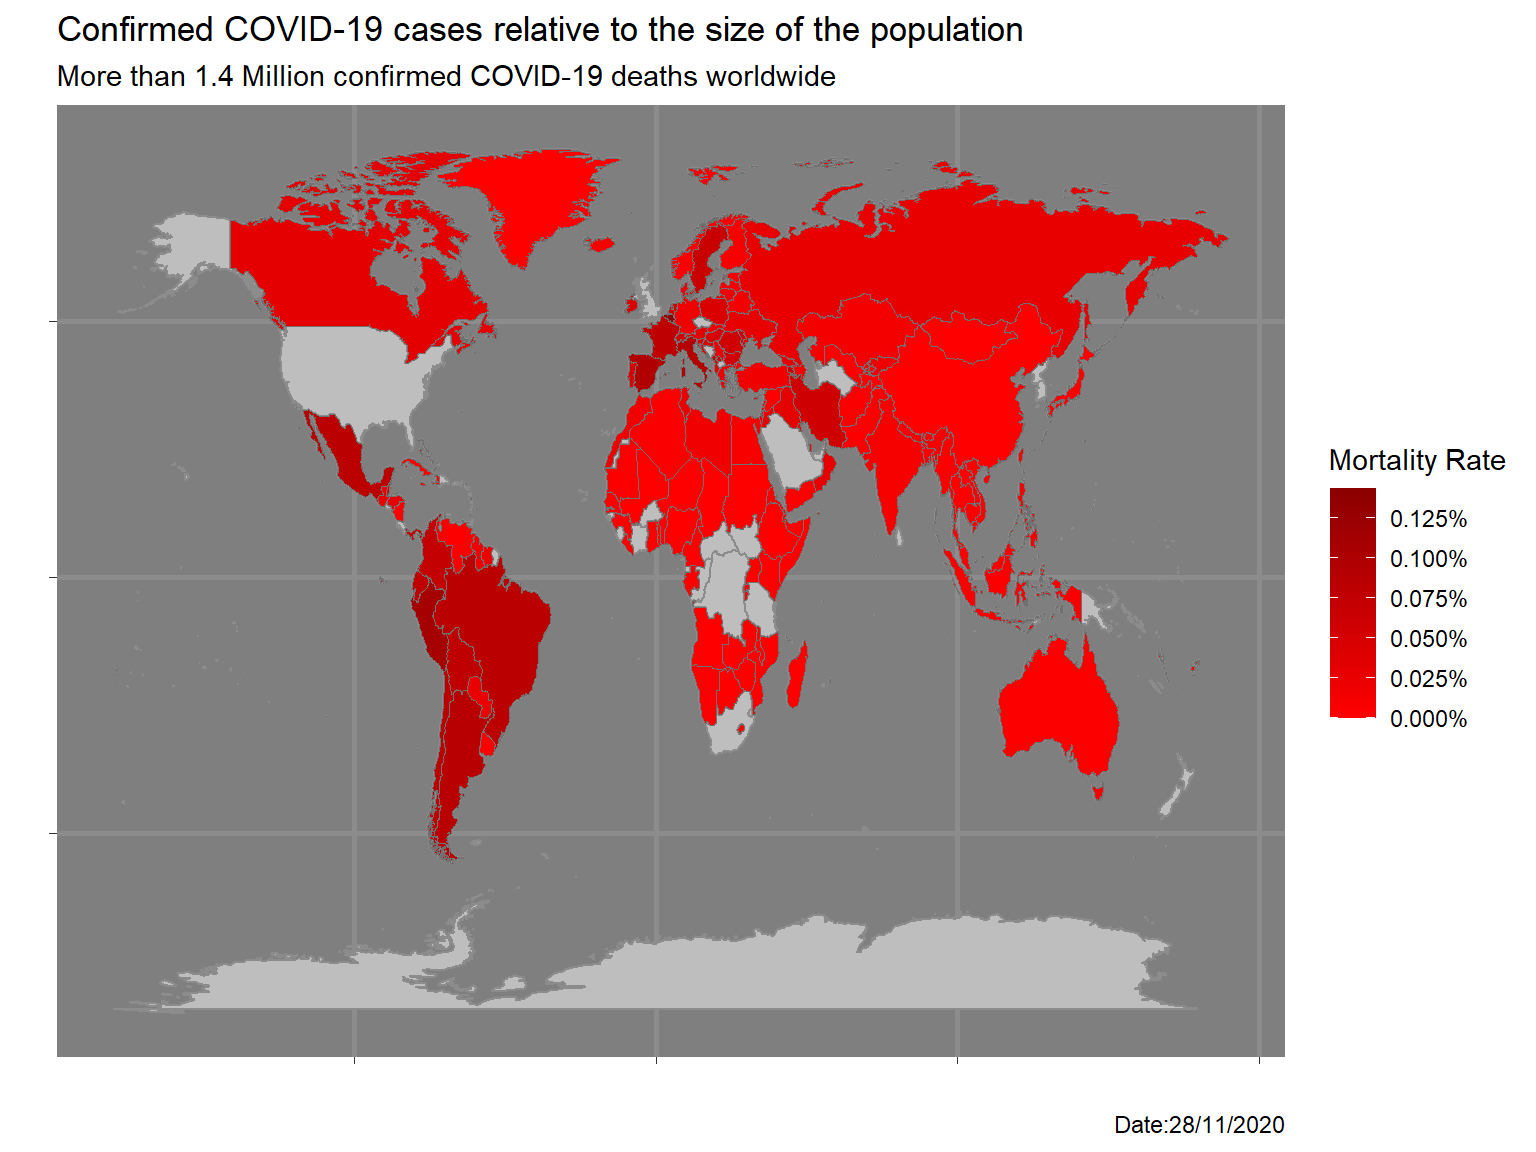 Confirmed COVID-19 cases relative to the size of the population
More than 1.4 Million confirmed COVID-19 deaths worldwide
Mortality Rate
0.125%
0.100%
0.075%
0.050%
0.025%
0.000%
Date:28/11/2020